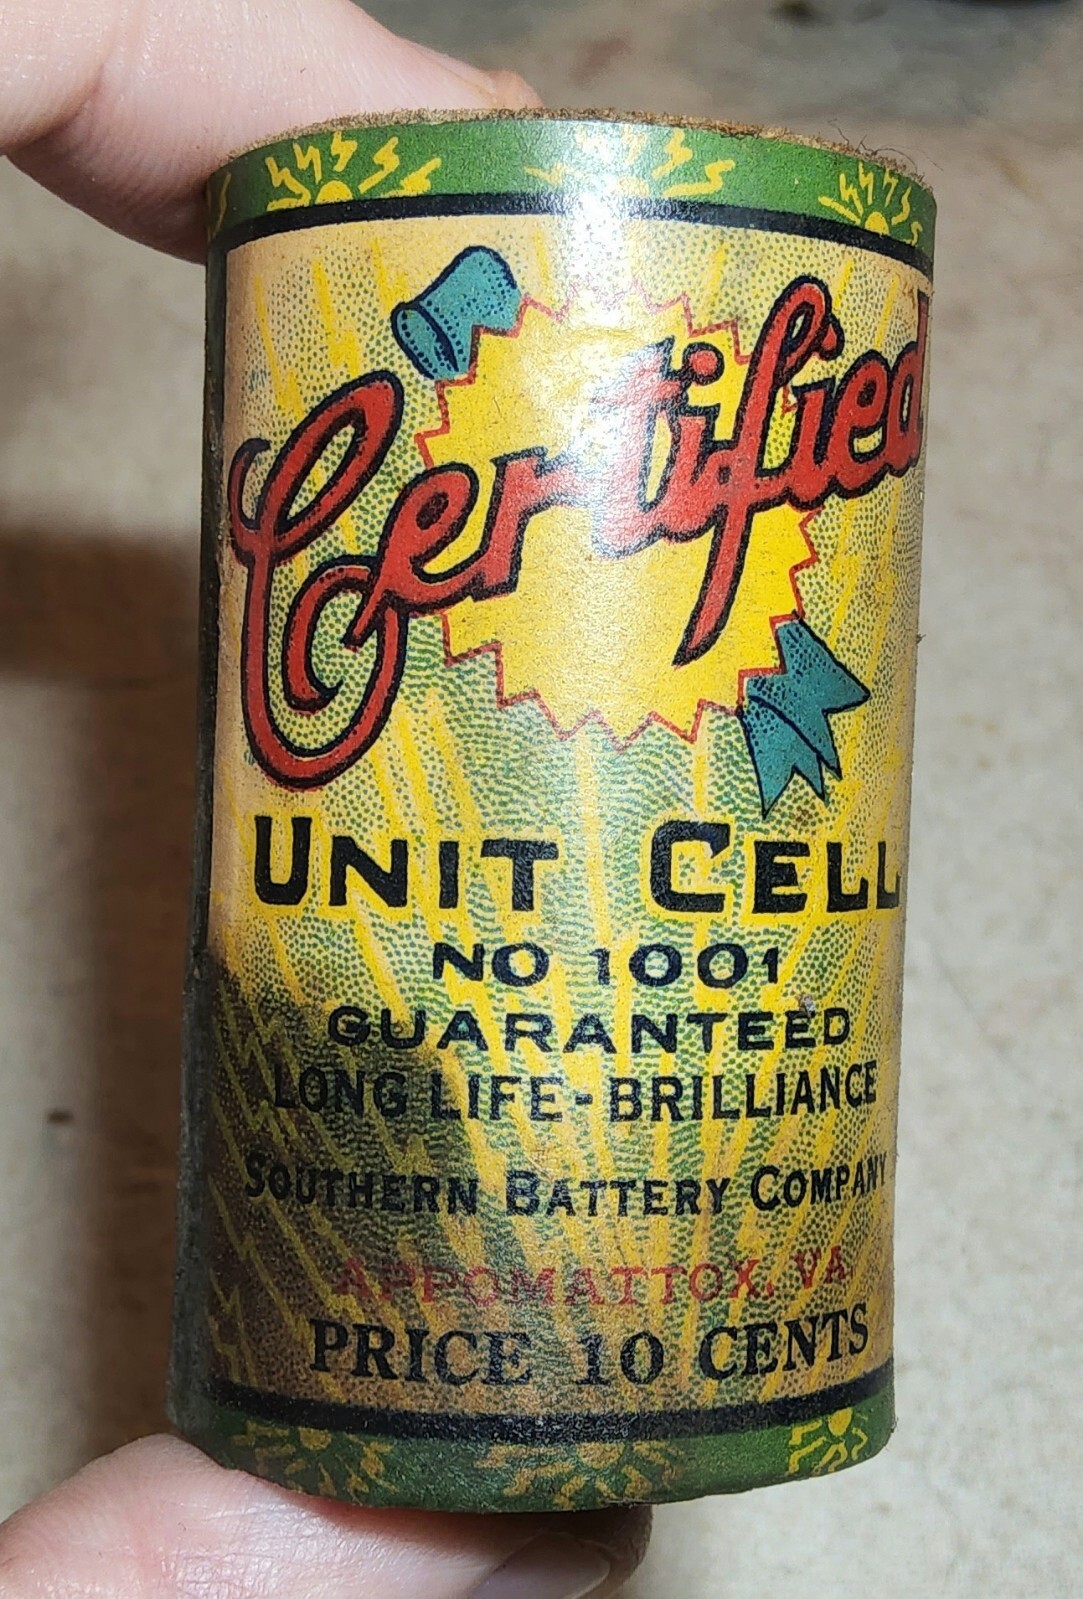 Certified
UNIT CELL
NO 1001
GUARANTEED
LONG LIFE-BRILLIANCE
SOUTHERN BATTERY COMPANY
APPOMATTOX, VA
PRICE 10 CENTS